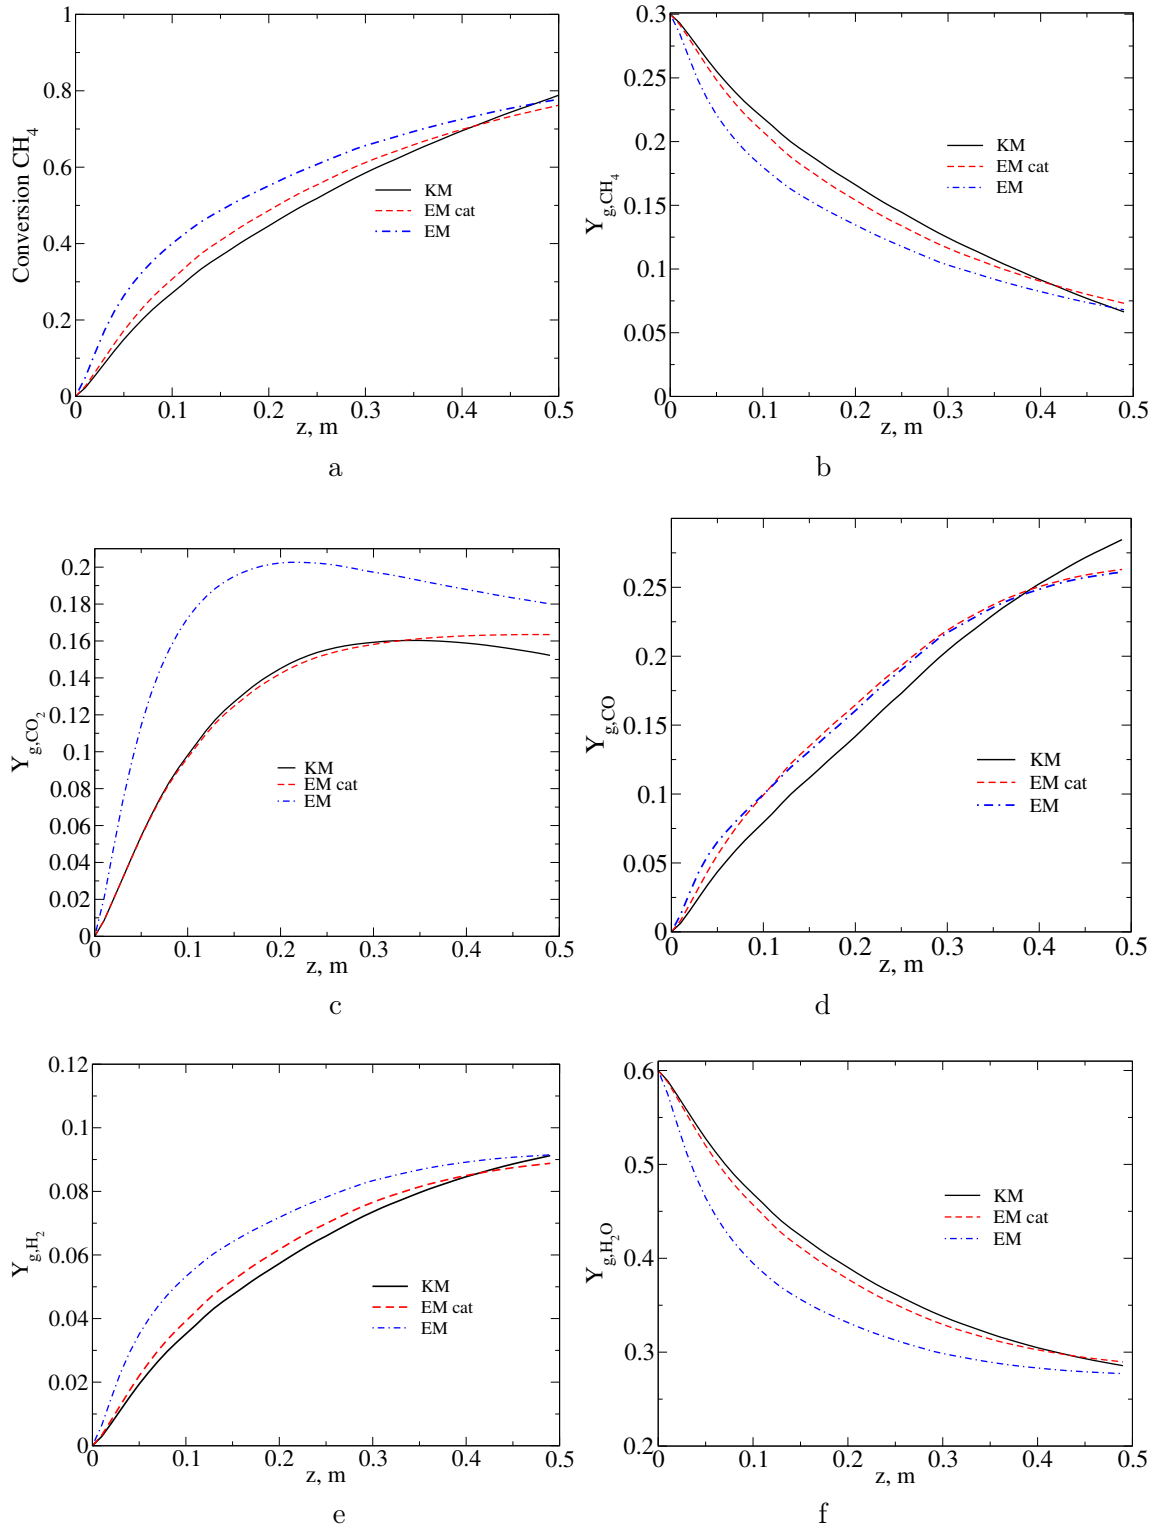 1
0.8
0.6
0.4
0.2
0
0 0.1 0.2 0.3 0.4 0.5
Conversion CH4
z, m
KM
EM cat
EM
a
0.3
0.25
0.2
0.15
0.1
0.05
0
0 0.1 0.2 0.3 0.4 0.5
Y g,CH4
z, m
KM
EM cat
EM
b
0.2
0.18
0.16
0.14
0.12
0.1
0.08
0.06
0.04
0.02
0
0 0.1 0.2 0.3 0.4 0.5
Y g,CO2
z, m
KM
EM cat
EM
c
0.25
0.2
0.15
0.1
0.05
0
0 0.1 0.2 0.3 0.4 0.5
Y g,CO
z, m
KM
EM cat
EM
d
0.12
0.1
0.08
0.06
0.04
0.02
0
0 0.1 0.2 0.3 0.4 0.5
Y g,H2
z, m
KM
EM cat
EM
e
0.6
0.5
0.4
0.3
0.2
0 0.1 0.2 0.3 0.4 0.5
Y g,H2O
z, m
KM
EM cat
EM
f